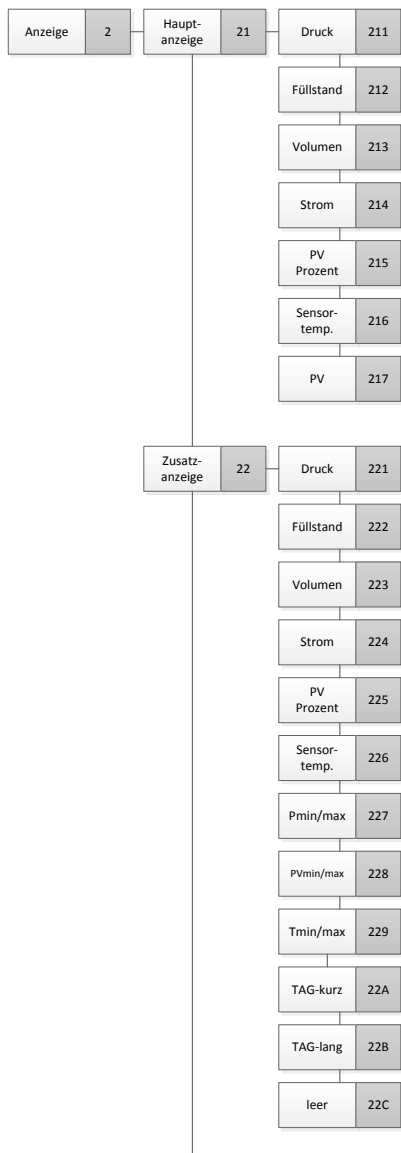 Anzeige 2
Haupt-
anzeige 21
Druck 211
Füllstand 212
Volumen 213
Strom 214
PV
Prozent 215
Sensor-
temp. 216
PV 217
Zusatz-
anzeige 22
Druck 221
Füllstand 222
Volumen 223
Strom 224
PV
Prozent 225
Sensor-
temp. 226
Pmin/max 227
PVmin/max 228
Tmin/max 229
TAG-kurz 22A
TAG-lang 22B
leer 22C